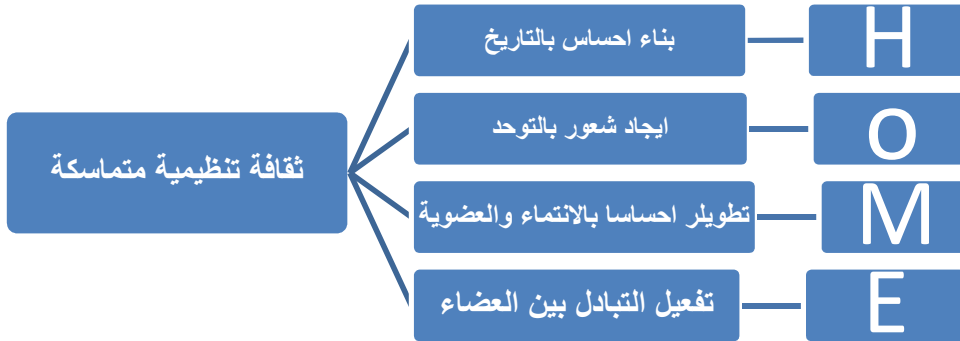 ثقافة تنظيمية متماسكة
بناء احساس بالتاريخ
H
ايجاد شعور بالتوحد
O
تطويلر احساسا بالانتماء والعضوية
M
تفعيل التبادل بين العضاء
E